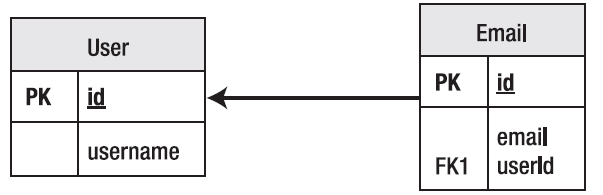 User
PK id
username
Email
PK id
email
FK1 userId